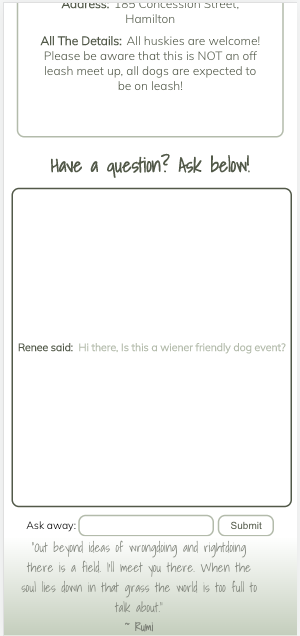 Address: 185 Concession Street,
Hamilton
All The Details: All huskies are welcome!
Please be aware that this is NOT an off
leash meet up, all dogs are expected to
be on leash!
Have a question? Ask below!
Renee said: Hi there, Is this a wiener friendly dog event?
Ask away:
Submit
"Out beyond ideas of wrongdoing and rightdoing
there is a field. I'll meet you there. When the
soul lies down in that grass the world is too full to
talk about."
~ Rumi